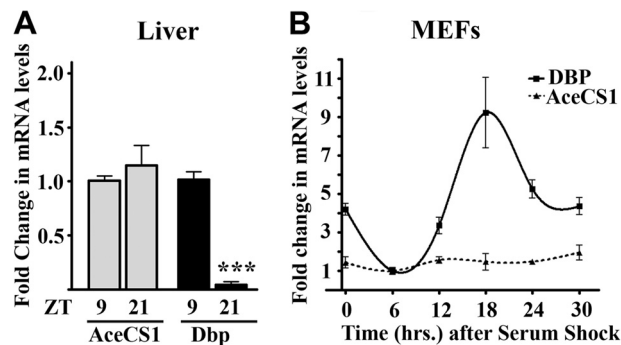 A
Liver
Fold Change in mRNA levels
2.0
1.5
1.0
0.5
***
ZT 9 21 9 21
AceCS1 Dbp
B
MEFs
Fold change in mRNA levels
11
9
7
5
4
2
1
DBP
AceCS1
0 6 12 18 24 30
Time (hrs.) after Serum Shock